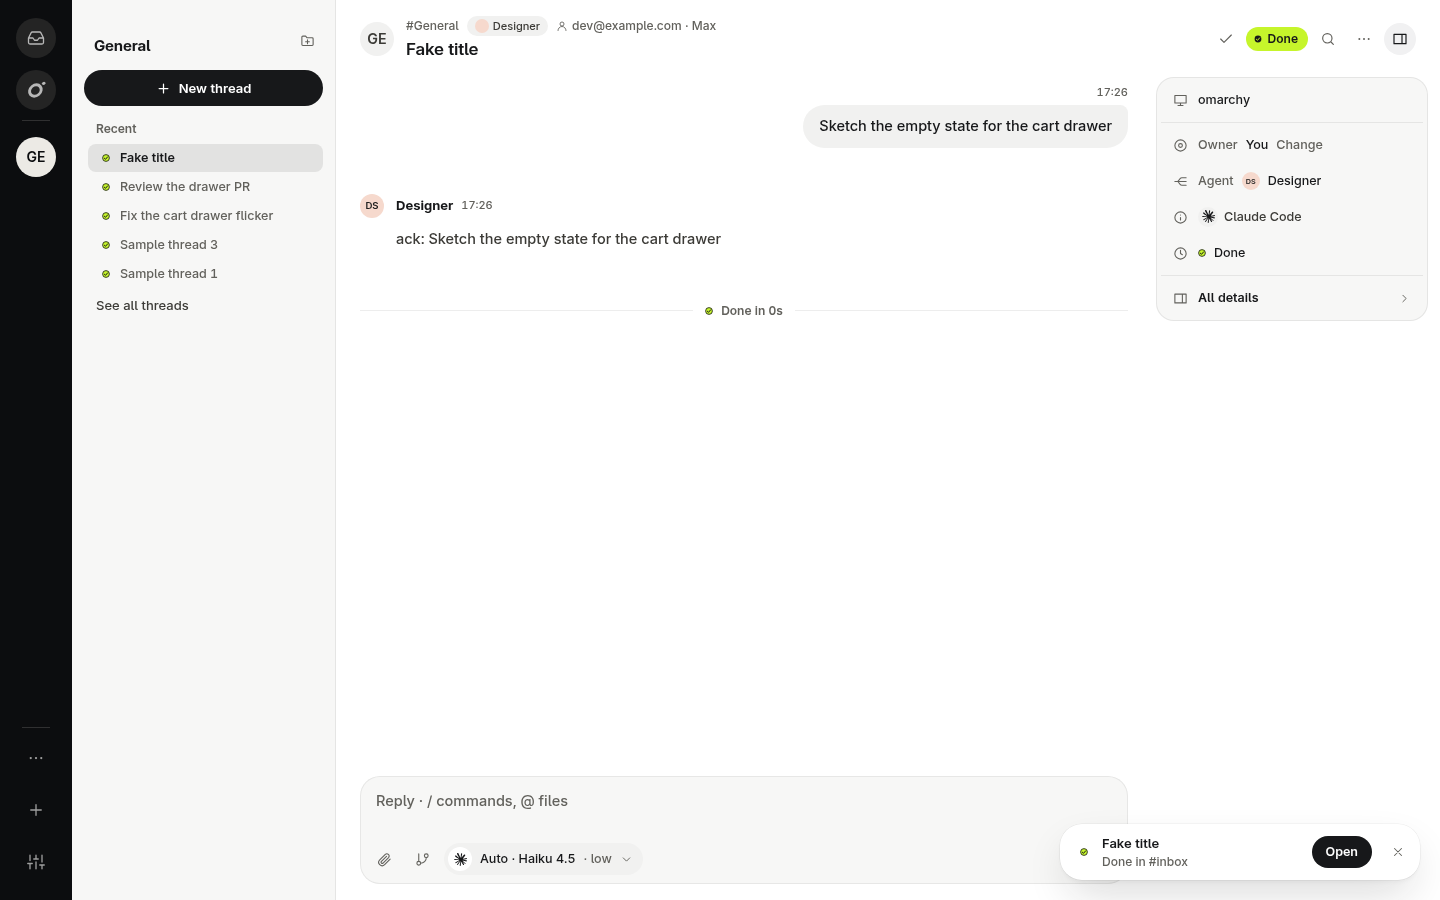 GE
General
New thread
Recent
Fake title
Review the drawer PR
Fix the cart drawer flicker
Sample thread 3
Sample thread 1
See all threads
GE
#General Designer dev@example.com · Max
Fake title
Done
17:26
Sketch the empty state for the cart drawer
DS Designer 17:26
ack: Sketch the empty state for the cart drawer
Done in 0s
omarchy
Owner You Change
Agent DS Designer
Claude Code
Done
All details
Reply · / commands, @ files
Auto · Haiku 4.5 · low
Fake title
Done in #inbox
Open